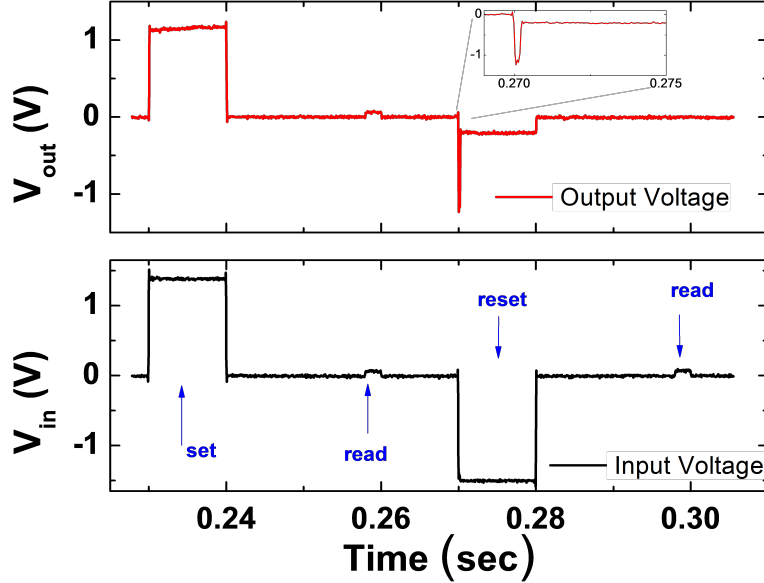 0
-1
0.270
0.275
1
0
-1
V_out (V)
Output Voltage
1
0
-1
V_in (V)
reset
read
set
read
Input Voltage
0.24
0.26
0.28
0.30
Time (sec)